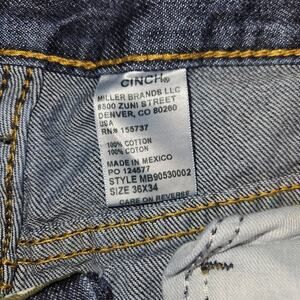 CINCH®
MILLER BRANDS LLC
8500 ZUNI STREET
DENVER, CO 80260
USA
RN# 155737
100% COTTON
100% COTON
MADE IN MEXICO
PO 124577
STYLE MB90530002
SIZE 36X34
CARE ON REVERSE